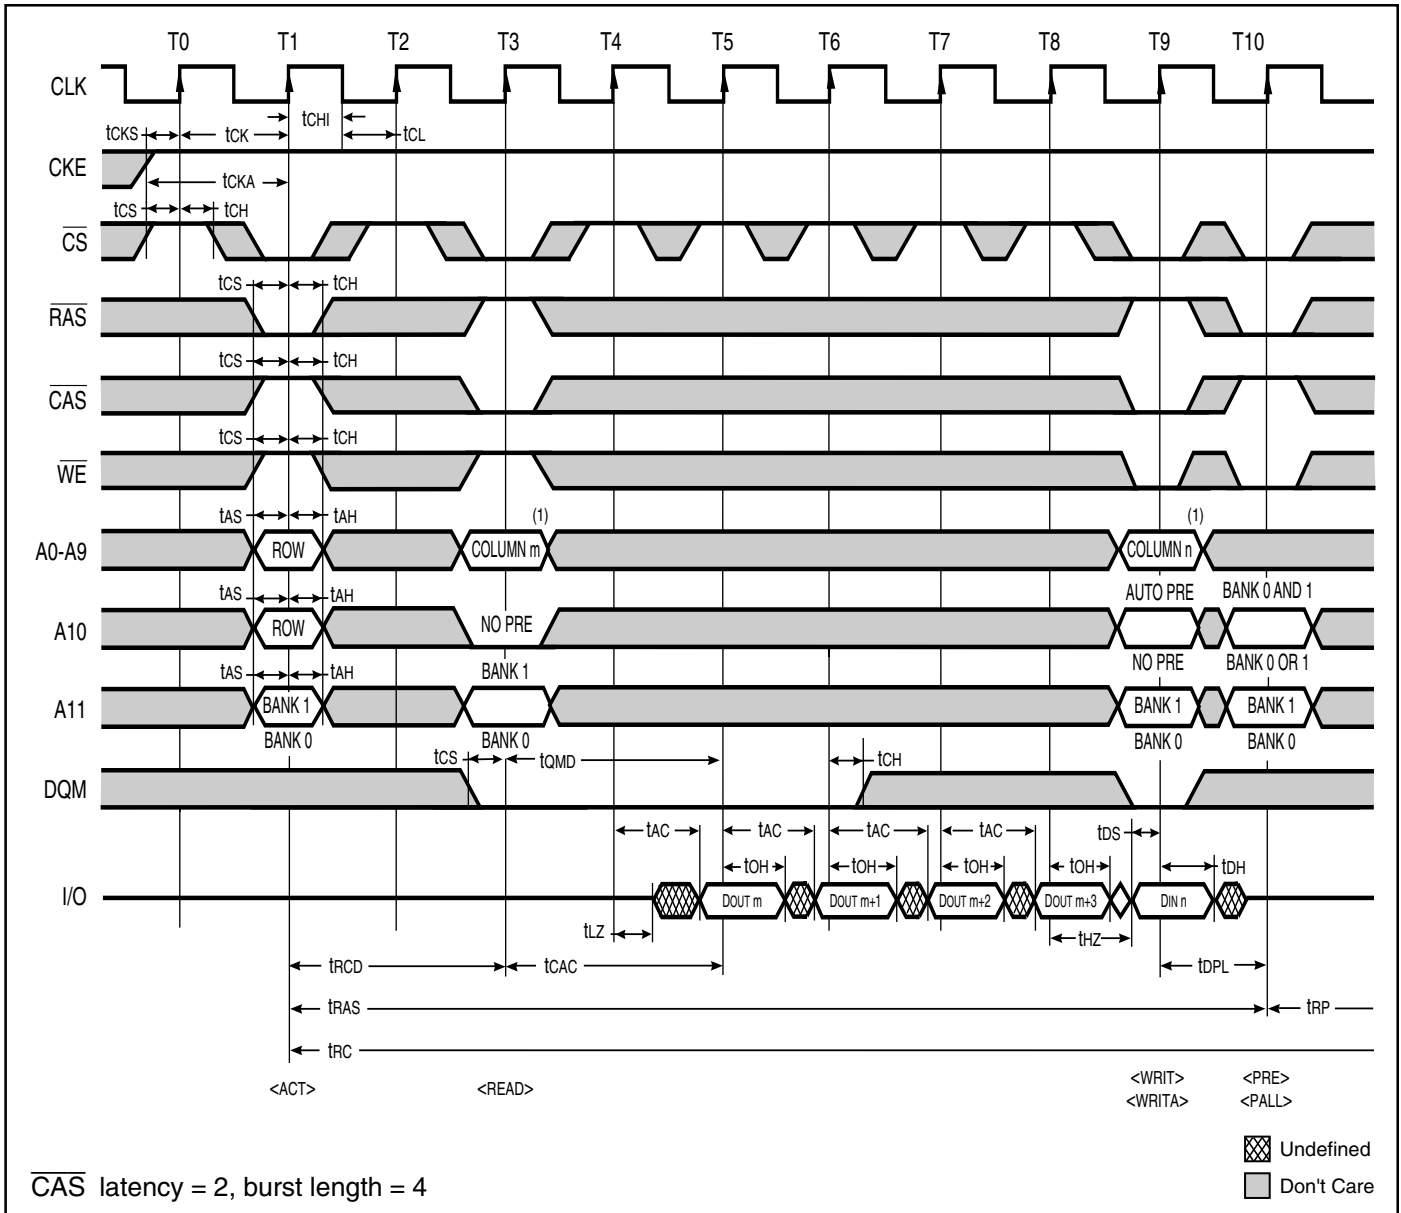 T0 T1 T2 T3 T4 T5 T6 T7 T8 T9 T10
CLK
tCHI
tCKS tCK tCL
CKE
tCKA
tCS tCH
CS
tCS tCH
RAS
tCS tCH
CAS
tCS tCH
WE
tAS tAH (1) (1)
A0-A9 ROW COLUMN m COLUMN n
tAS tAH AUTO PRE BANK 0 AND 1
A10 ROW NO PRE
tAS tAH BANK 1 NO PRE BANK 0 OR 1
A11 BANK 1 BANK 1 BANK 1
BANK 0 BANK 0 BANK 0 BANK 0
tCS tQMD tCH
DQM
tAC tAC tAC tAC tDS
tOH tOH tOH tOH tDH
I/O DOUT m DOUT m+1 DOUT m+2 DOUT m+3 DIN n
tLZ tHZ
tRCD tCAC tDPL
tRAS tRP
tRC
<ACT> <READ> <WRIT> <PRE>
<WRITA> <PALL>
Undefined
CAS latency = 2, burst length = 4 Don't Care